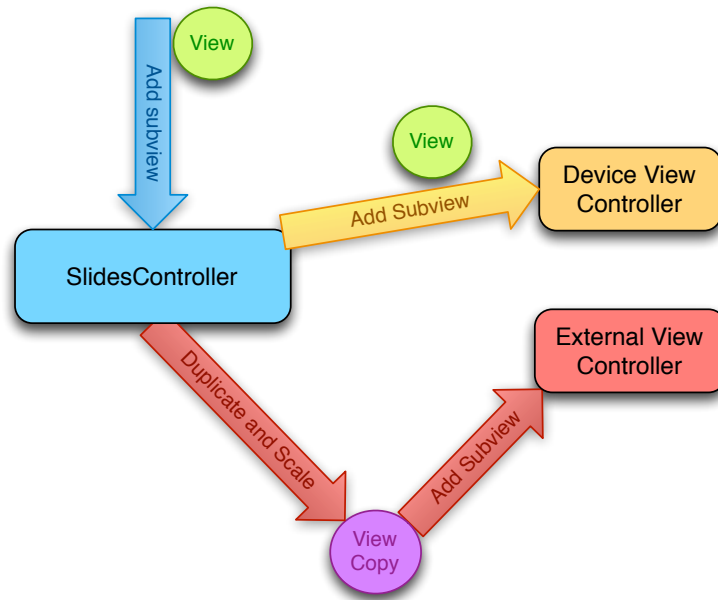 View
Add subview
View
Add Subview
Device View
Controller
SlidesController
External View
Controller
Duplicate and Scale
Add Subview
View
Copy